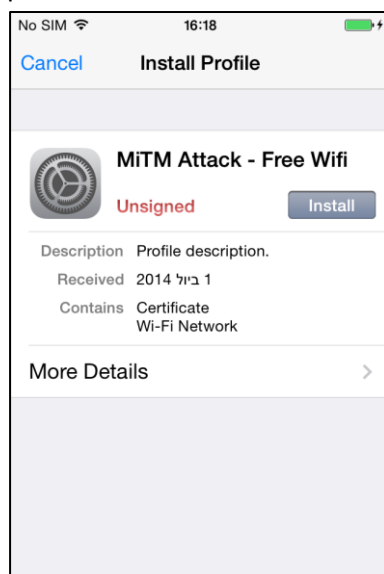 No SIM 16:18
Cancel Install Profile
MiTM Attack - Free Wifi
Unsigned Install
Description Profile description.
Received 1 ביול 2014
Contains Certificate
Wi-Fi Network
More Details